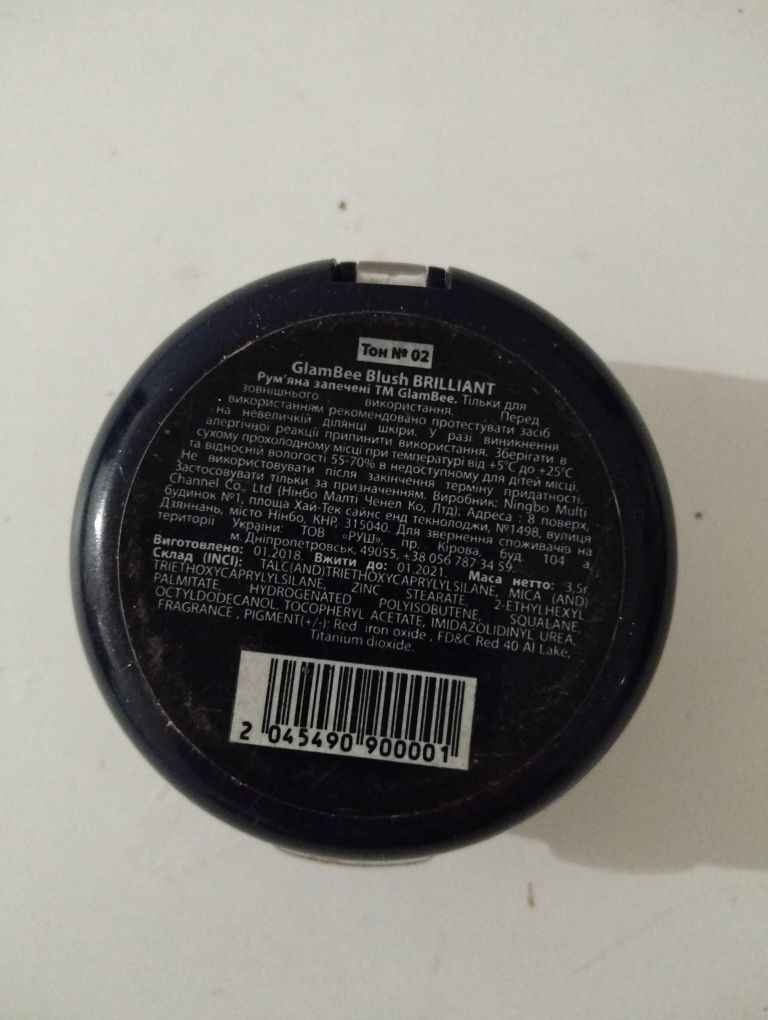 Тон № 02
GlamBee Blush BRILLIANT
Рум'яна запечені ТМ GlamBee. Тільки для
зовнішнього використання. Перед
використанням рекомендовано протестувати засіб
на невеличкій ділянці шкіри. У разі виникнення
алергічної реакції припинити використання. Зберігати в
сухому прохолодному місці при температурі від +5°C до +25°C
та відносній вологості 55-70% в недоступному для дітей місці.
Не використовувати після закінчення терміну придатності.
Застосовувати тільки за призначенням. Виробник: Ningbo Multi
Channel Co., Ltd (Нінбо Малті Ченел Ко, Лтд). Адреса : 8 поверх,
будинок №1, площа Хай-Тек сайнс енд текнолоджи, №1498, вулиця
Дзяннань, місто Нінбо, КНР, 315040. Для звернення споживачів на
території України: ТОВ «РУШ» пр. Кірова, буд. 104 а,
м. Дніпропетровськ, 49055, +38 056 787 34 59.
Виготовлено: 01.2018. Вжити до: 01.2021. Маса нетто: 3,5г
Склад (INCI): TALC(AND)TRIETHOXYCAPRYLYLSILANE, MICA (AND)
TRIETHOXYCAPRYLYLSILANE, ZINC STEARATE, 2-ETHYLHEXYL
PALMITATE, HYDROGENATED POLYISOBUTENE, SQUALANE,
OCTYLDODECANOL, TOCOPHERYL ACETATE, IMIDAZOLIDINYL UREA,
FRAGRANCE , PIGMENT(+/-): Red iron oxide , FD&C Red 40 Al Lake,
Titanium dioxide.
2 045490 900001